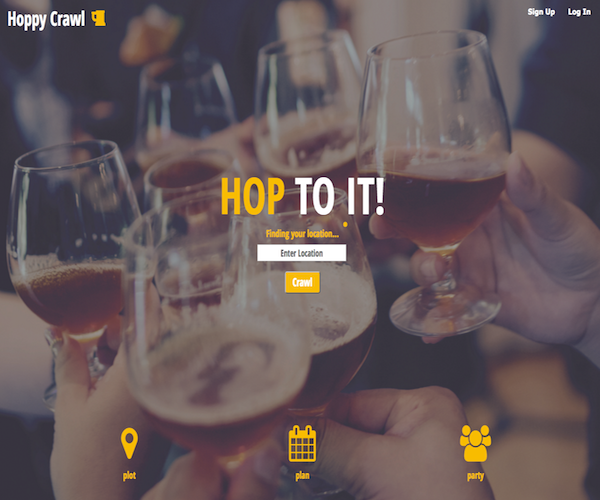 Hoppy Crawl
Sign Up Log In
HOP TO IT!
Finding your location...
Enter Location
Crawl
plot plan party